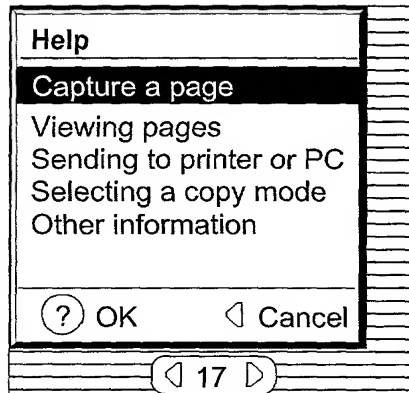 Help
Capture a page
Viewing pages
Sending to printer or PC
Selecting a copy mode
Other information
? OK Cancel
17